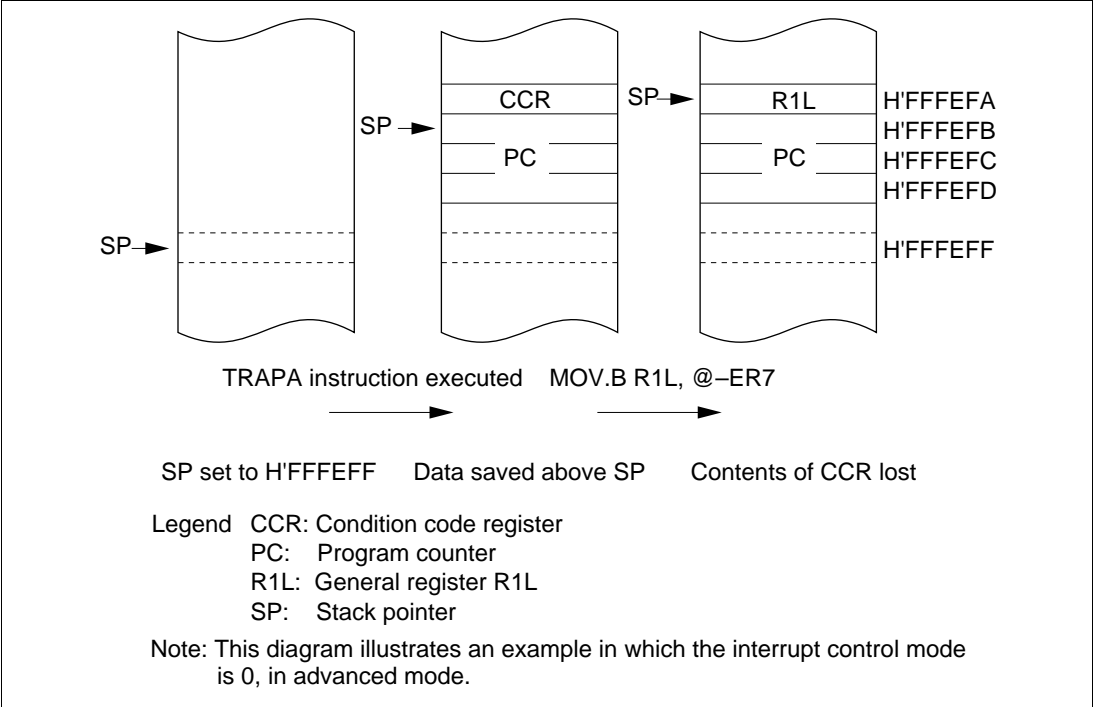 CCR SP R1L H'FFFEFA
SP H'FFFEFB
PC PC H'FFFEFC
H'FFFEFD
SP H'FFFEFF
TRAPA instruction executed MOV.B R1L, @–ER7
SP set to H'FFFEFF Data saved above SP Contents of CCR lost
Legend CCR: Condition code register
PC: Program counter
R1L: General register R1L
SP: Stack pointer
Note: This diagram illustrates an example in which the interrupt control mode
is 0, in advanced mode.